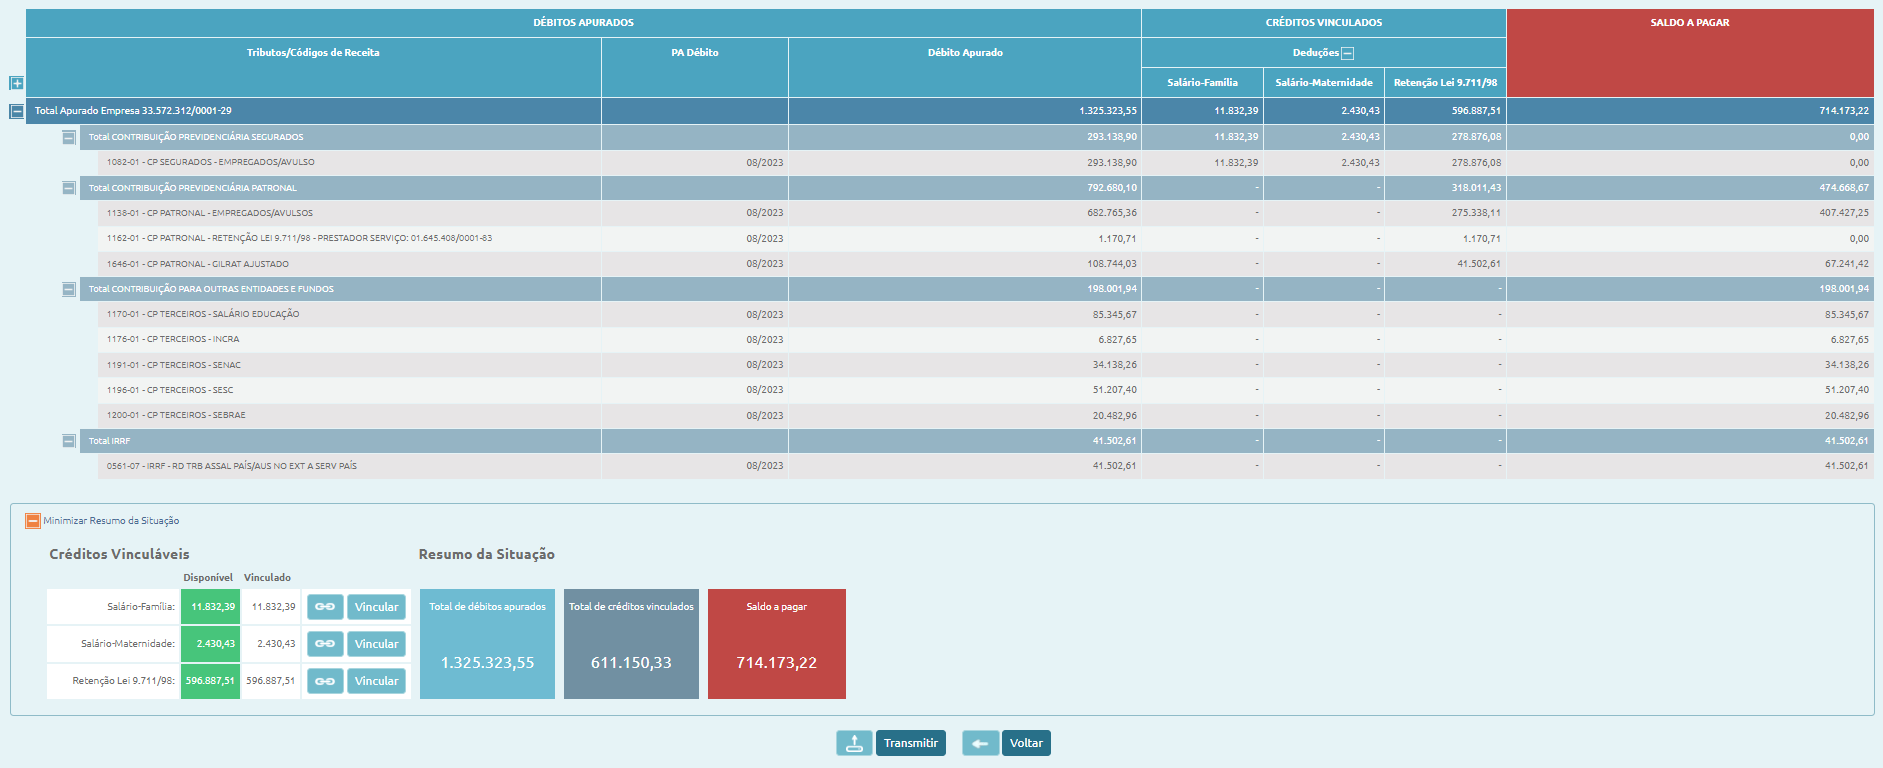 DÉBITOS APURADOS CRÉDITOS VINCULADOS SALDO A PAGAR
Tributos/Códigos de Receita PA Débito Débito Apurado Deduções
Salário-Família Salário-Maternidade Retenção Lei 9.711/98
Total Apurado Empresa 33.572.312/0001-29 1.325.323,55 11.832,39 2.430,43 596.887,51 714.173,22
Total CONTRIBUIÇÃO PREVIDENCIÁRIA SEGURADOS 293.138,90 11.832,39 2.430,43 278.876,08 0,00
1082-01 - CP SEGURADOS - EMPREGADOS/AVULSO 08/2023 293.138,90 11.832,39 2.430,43 278.876,08 0,00
Total CONTRIBUIÇÃO PREVIDENCIÁRIA PATRONAL 792.680,10 - - 318.011,43 474.668,67
1138-01 - CP PATRONAL - EMPREGADOS/AVULSOS 08/2023 682.765,36 - - 275.338,11 407.427,25
1162-01 - CP PATRONAL - RETENÇÃO LEI 9.711/98 - PRESTADOR SERVIÇO: 01.645.408/0001-83 08/2023 1.170,71 - - 1.170,71 0,00
1646-01 - CP PATRONAL - GILRAT AJUSTADO 08/2023 108.744,03 - - 41.502,61 67.241,42
Total CONTRIBUIÇÃO PARA OUTRAS ENTIDADES E FUNDOS 198.001,94 - - - 198.001,94
1170-01 - CP TERCEIROS - SALÁRIO EDUCAÇÃO 08/2023 85.345,67 - - - 85.345,67
1176-01 - CP TERCEIROS - INCRA 08/2023 6.827,65 - - - 6.827,65
1191-01 - CP TERCEIROS - SENAC 08/2023 34.138,26 - - - 34.138,26
1196-01 - CP TERCEIROS - SESC 08/2023 51.207,40 - - - 51.207,40
1200-01 - CP TERCEIROS - SEBRAE 08/2023 20.482,96 - - - 20.482,96
Total IRRF 41.502,61 - - - 41.502,61
0561-07 - IRRF - RD TRB ASSAL PAÍS/AUS NO EXT A SERV PAÍS 08/2023 41.502,61 - - - 41.502,61
Minimizar Resumo da Situação
Créditos Vinculáveis
Disponível Vinculado
Salário-Família: 11.832,39 11.832,39 Vincular
Salário-Maternidade: 2.430,43 2.430,43 Vincular
Retenção Lei 9.711/98: 596.887,51 596.887,51 Vincular
Resumo da Situação
Total de débitos apurados Total de créditos vinculados Saldo a pagar
1.325.323,55 611.150,33 714.173,22
Transmitir Voltar